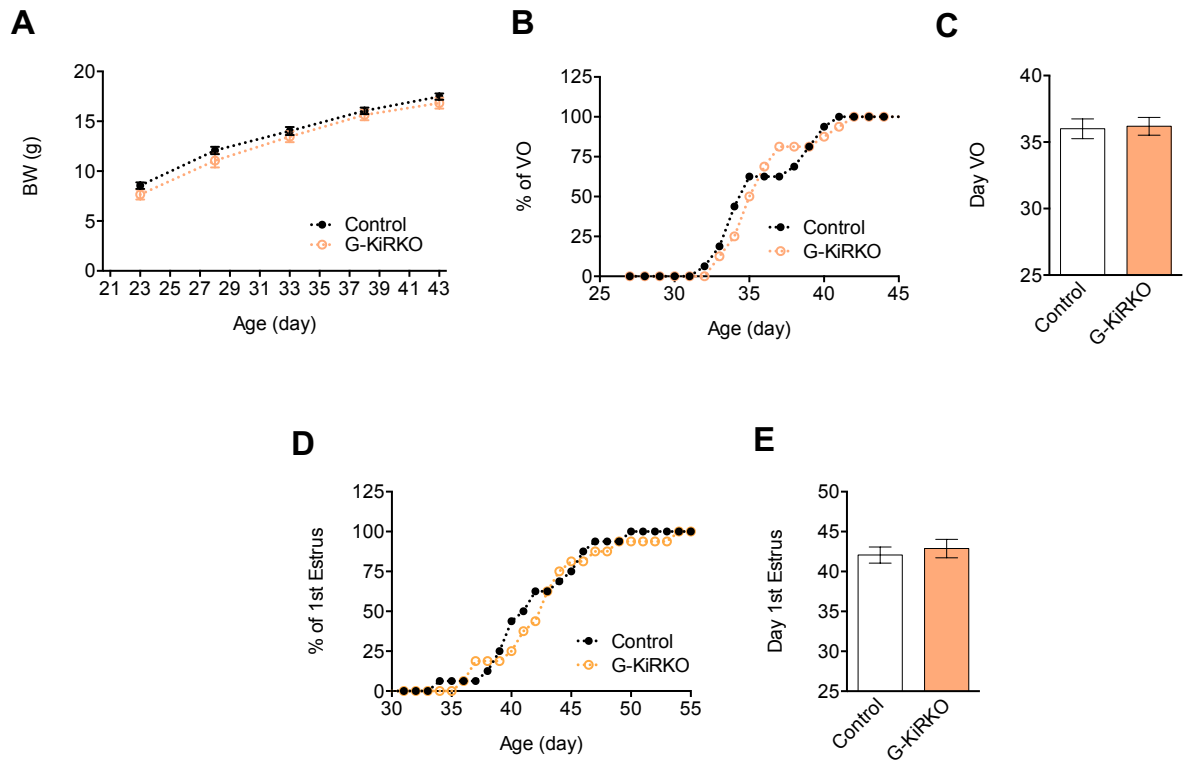 A
BW (g)
20
15
10
5
0
21 23 25 27 29 31 33 35 37 39 41 43
Age (day)
Control
G-KiRKO
B
% of VO
125
100
75
50
25
0
25 30 35 40 45
Age (day)
Control
G-KiRKO
C
Day VO
40
35
30
25
Control
G-KiRKO
D
% of 1st Estrus
125
100
75
50
25
0
30 35 40 45 50 55
Age (day)
Control
G-KiRKO
E
Day 1st Estrus
50
45
40
35
30
25
Control
G-KiRKO